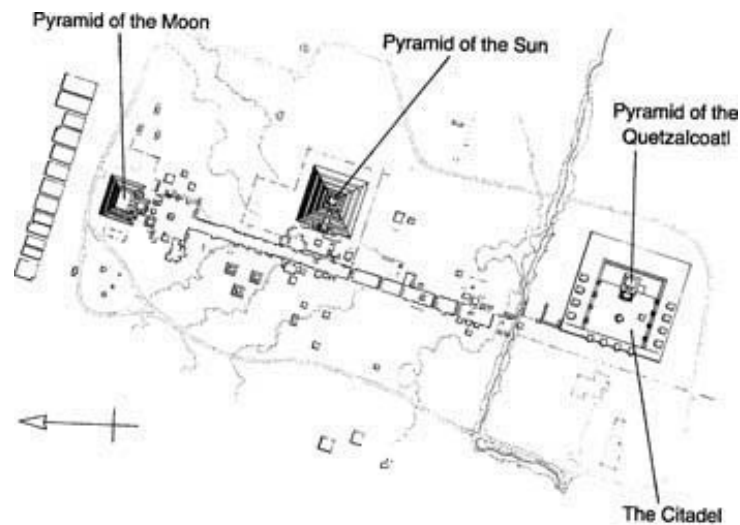 Pyramid of the Moon
Pyramid of the Sun
Pyramid of the
Quetzalcoatl
The Citadel